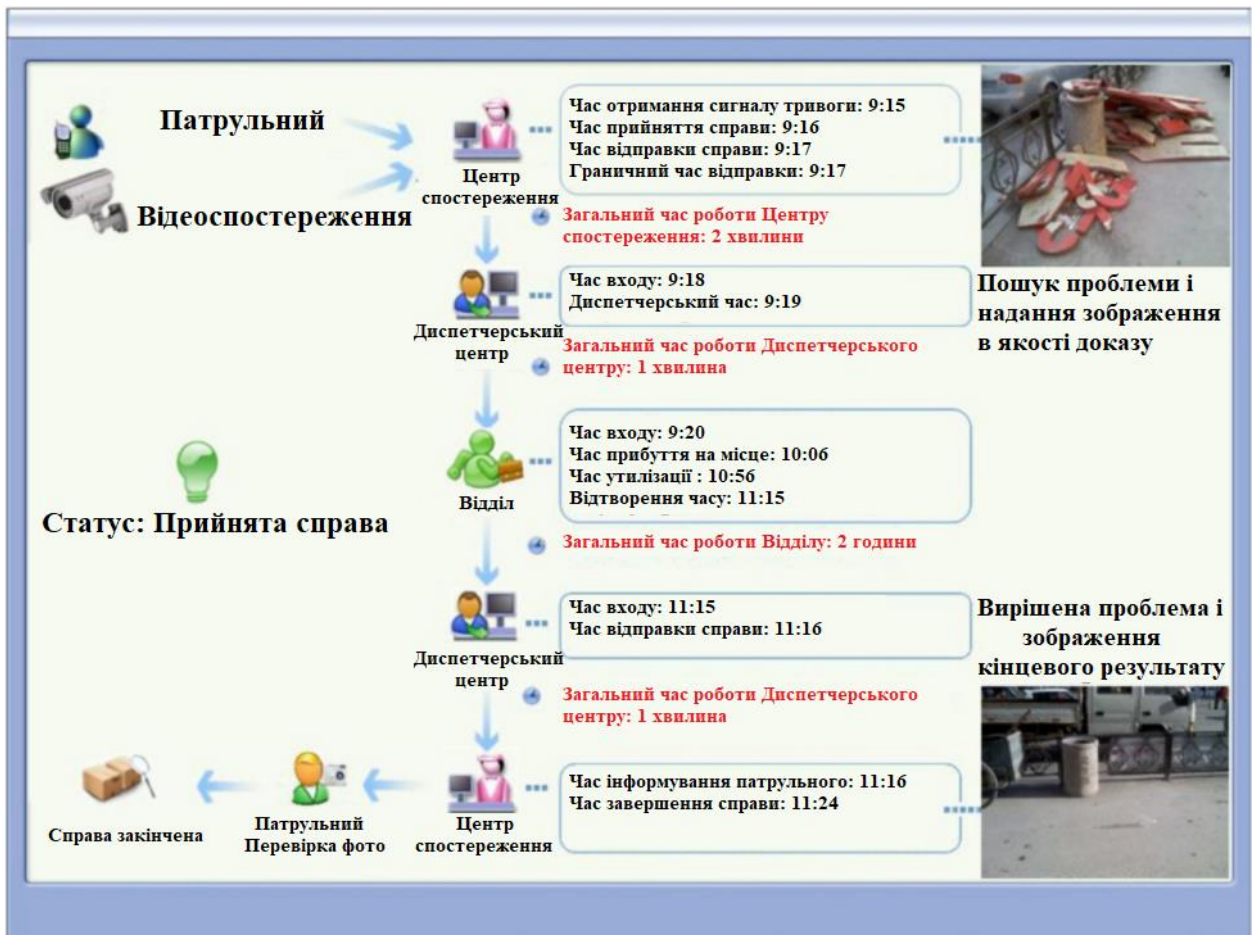 Патрульний
Відеоспостереження
Центр
спостереження
Час отримання сигналу тривоги: 9:15
Час прийняття справи: 9:16
Час відправки справи: 9:17
Граничний час відправки: 9:17
Загальний час роботи Центру
спостереження: 2 хвилини
Пошук проблеми і
надання зображення
в якості доказу
Диспетчерський
центр
Час входу: 9:18
Диспетчерський час: 9:19
Загальний час роботи Диспетчерського
центру: 1 хвилина
Статус: Прийнята справа
Відділ
Час входу: 9:20
Час прибуття на місце: 10:06
Час утилізації : 10:56
Відтворення часу: 11:15
Загальний час роботи Відділу: 2 години
Диспетчерський
центр
Час входу: 11:15
Час відправки справи: 11:16
Загальний час роботи Диспетчерського
центру: 1 хвилина
Вирішена проблема і
зображення
кінцевого результату
Центр
спостереження
Час інформування патрульного: 11:16
Час завершення справи: 11:24
Патрульний
Перевірка фото
Справа закінчена